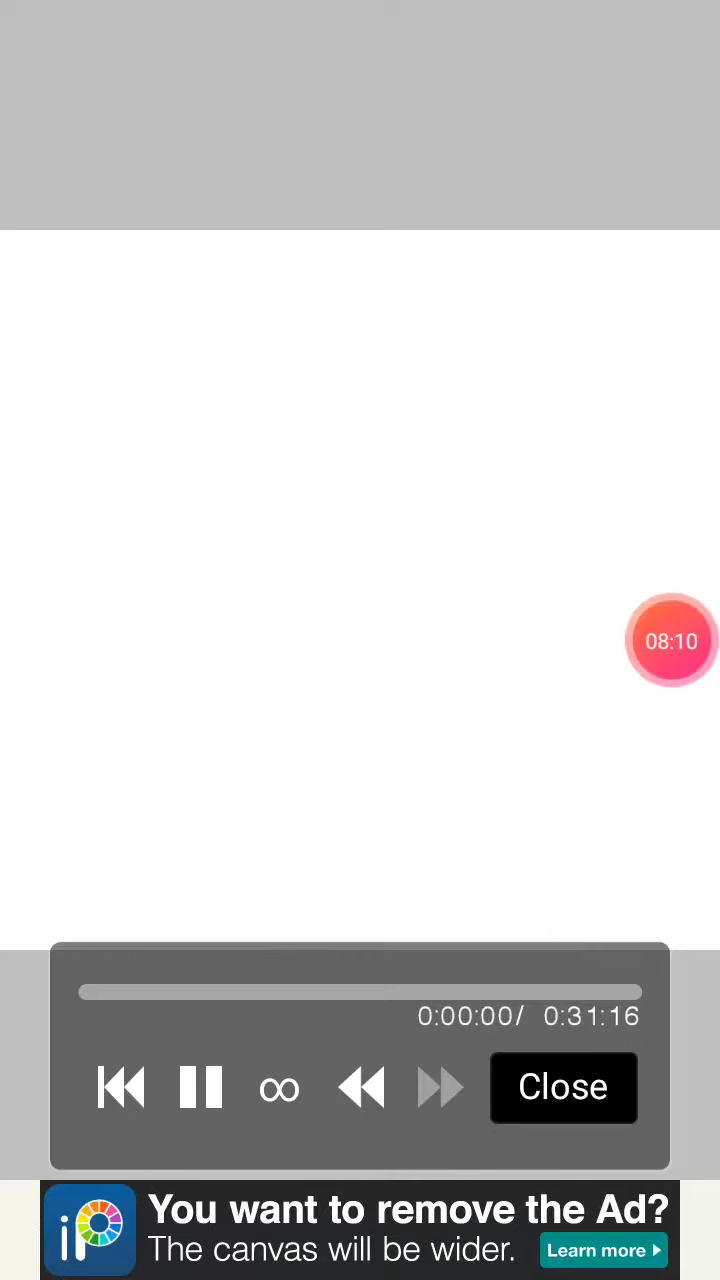 08:10
0:00:00/ 0:31:16
∞ Close
iP You want to remove the Ad?
The canvas will be wider. Learn more